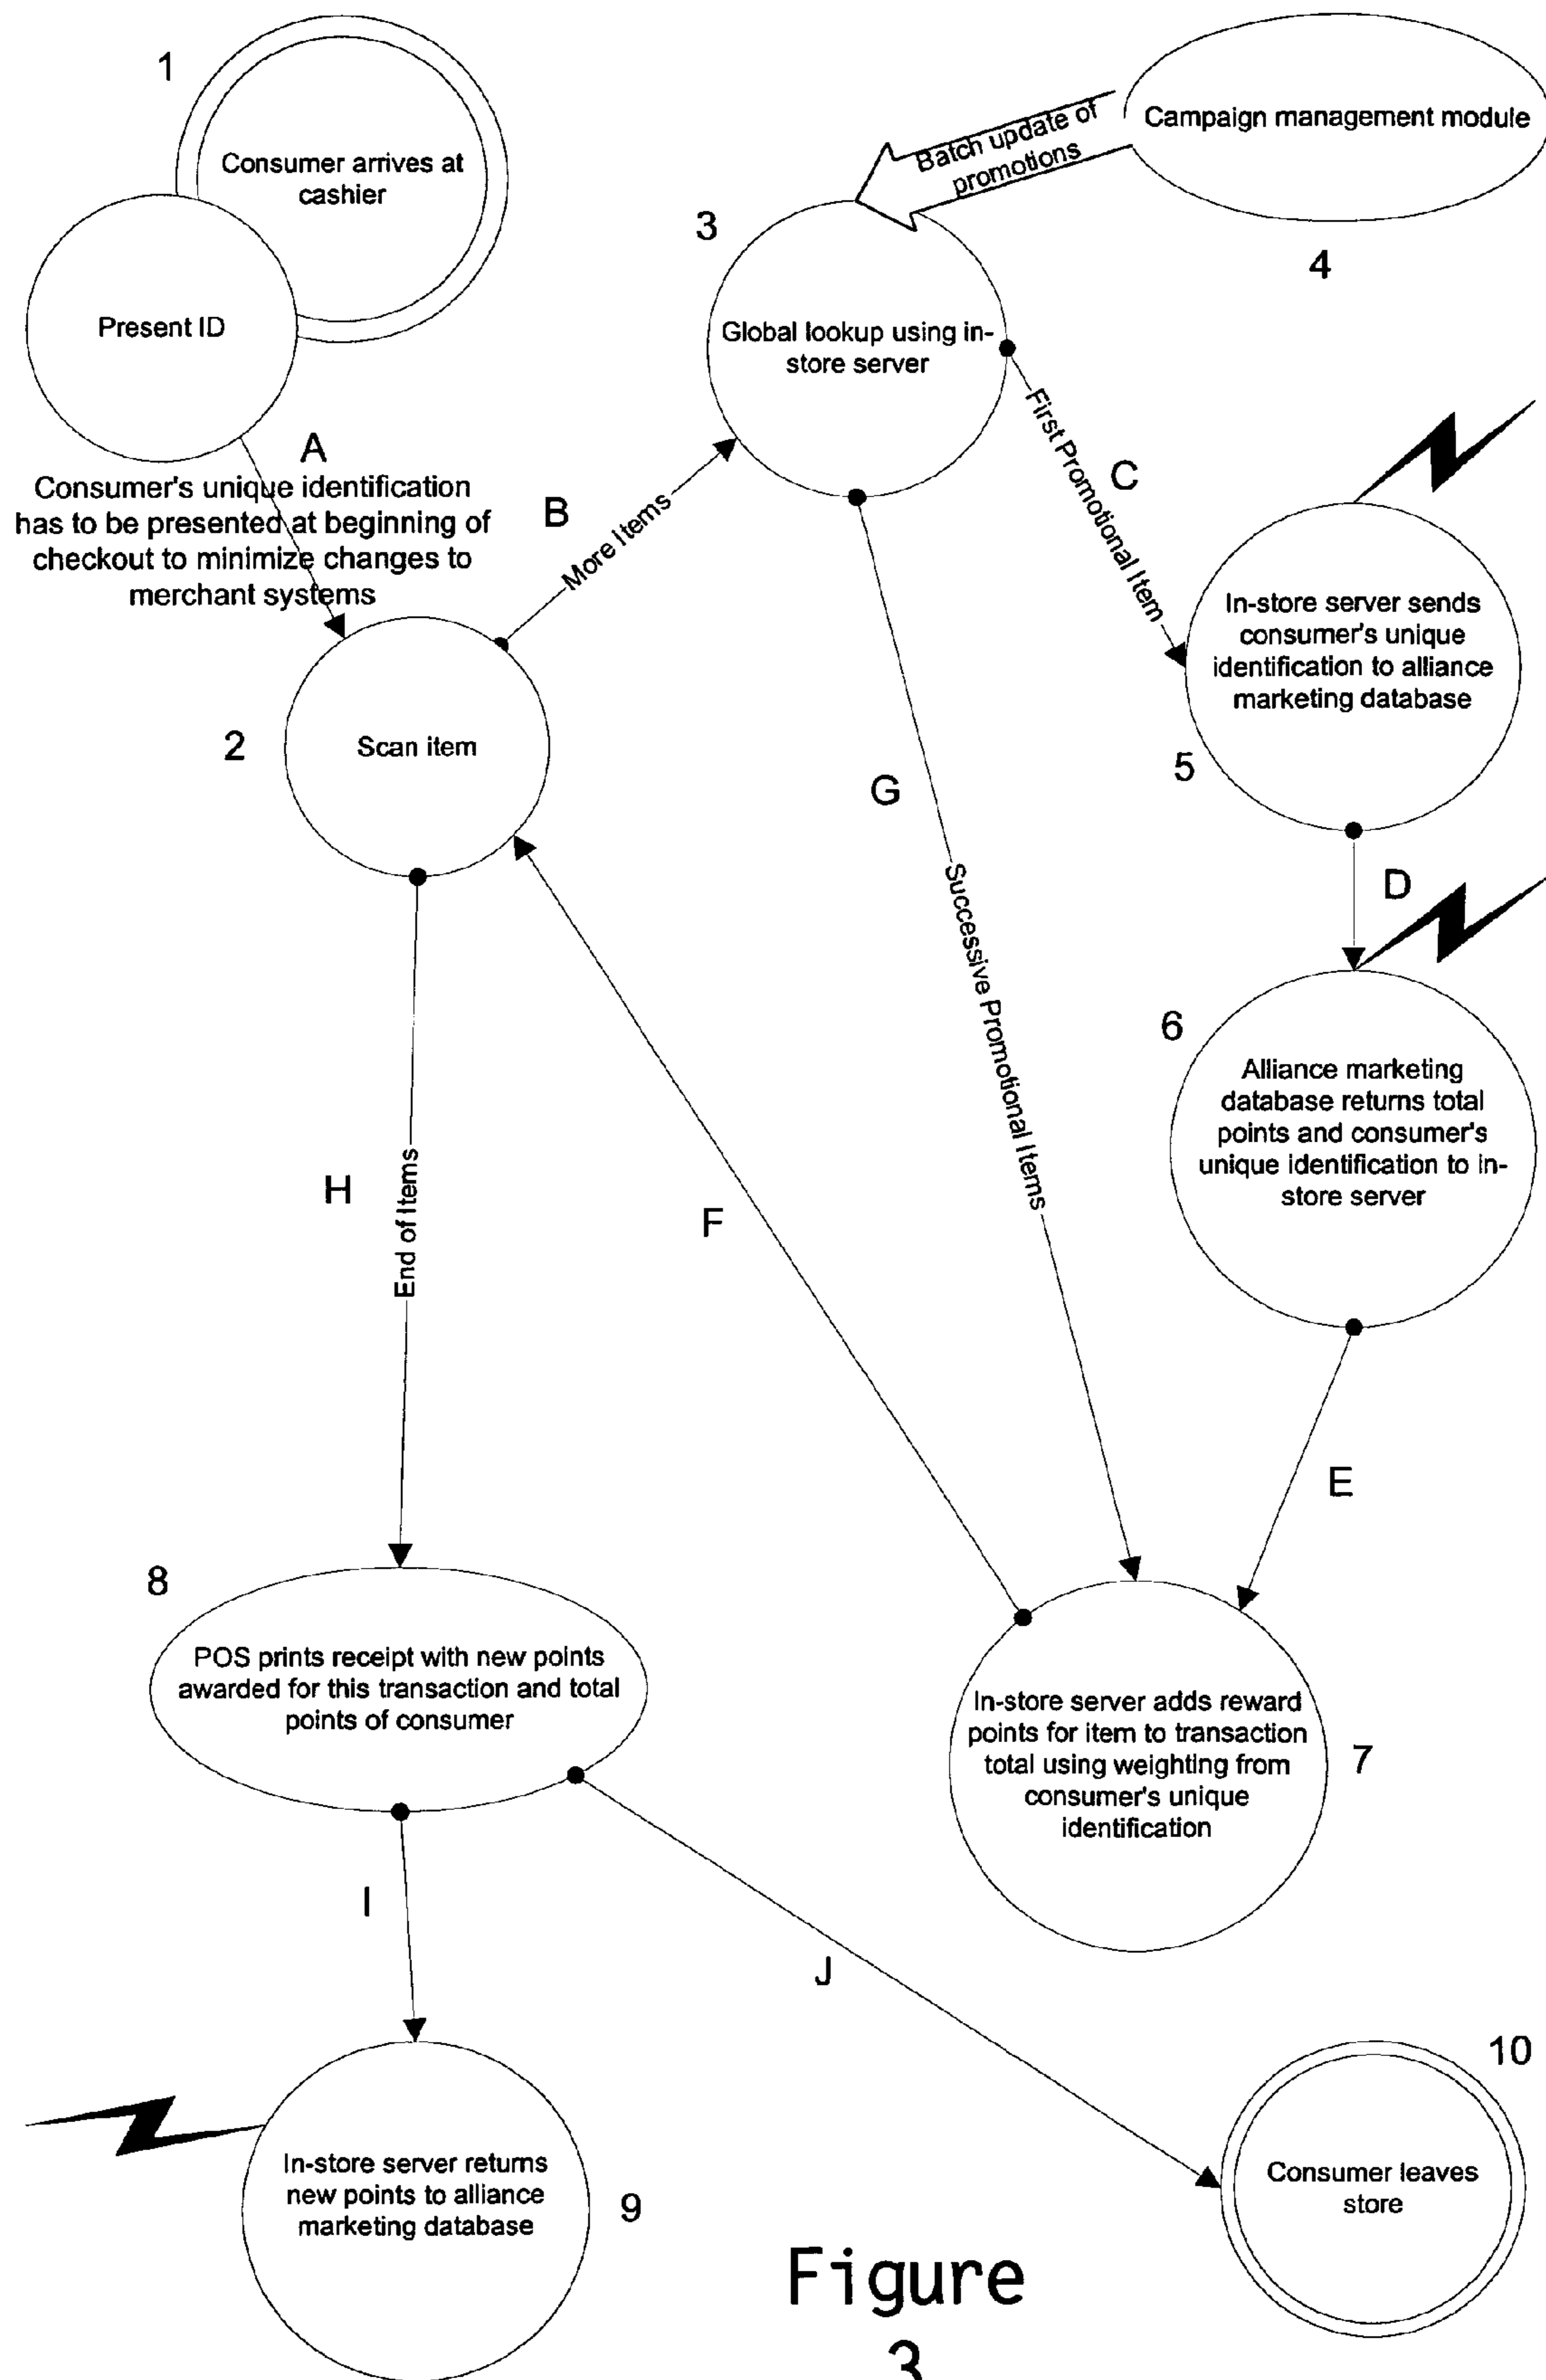 1
Consumer arrives at
cashier
Present ID
A
Consumer's unique identification
has to be presented at beginning of
checkout to minimize changes to
merchant systems
B
More Items
2
Scan item
3
Global lookup using in-
store server
Batch update of
promotions
Campaign management module
4
First Promotional Item
C
In-store server sends
consumer's unique
identification to alliance
marketing database
5
D
6
Alliance marketing
database returns total
points and consumer's
unique identification to in-
store server
E
G
Successive Promotional Items
F
H
End of Items
8
POS prints receipt with new points
awarded for this transaction and total
points of consumer
In-store server adds reward
points for item to transaction
total using weighting from
consumer's unique
identification
7
I
J
In-store server returns
new points to alliance
marketing database
9
10
Consumer leaves
store
Figure
3